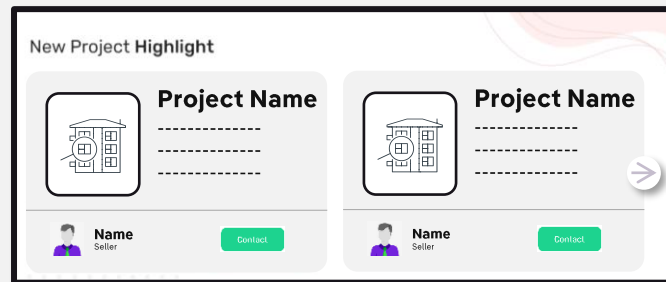 New Project Highlight
Project Name
Name
Seller
Contact
Project Name
Name
Seller
Contact